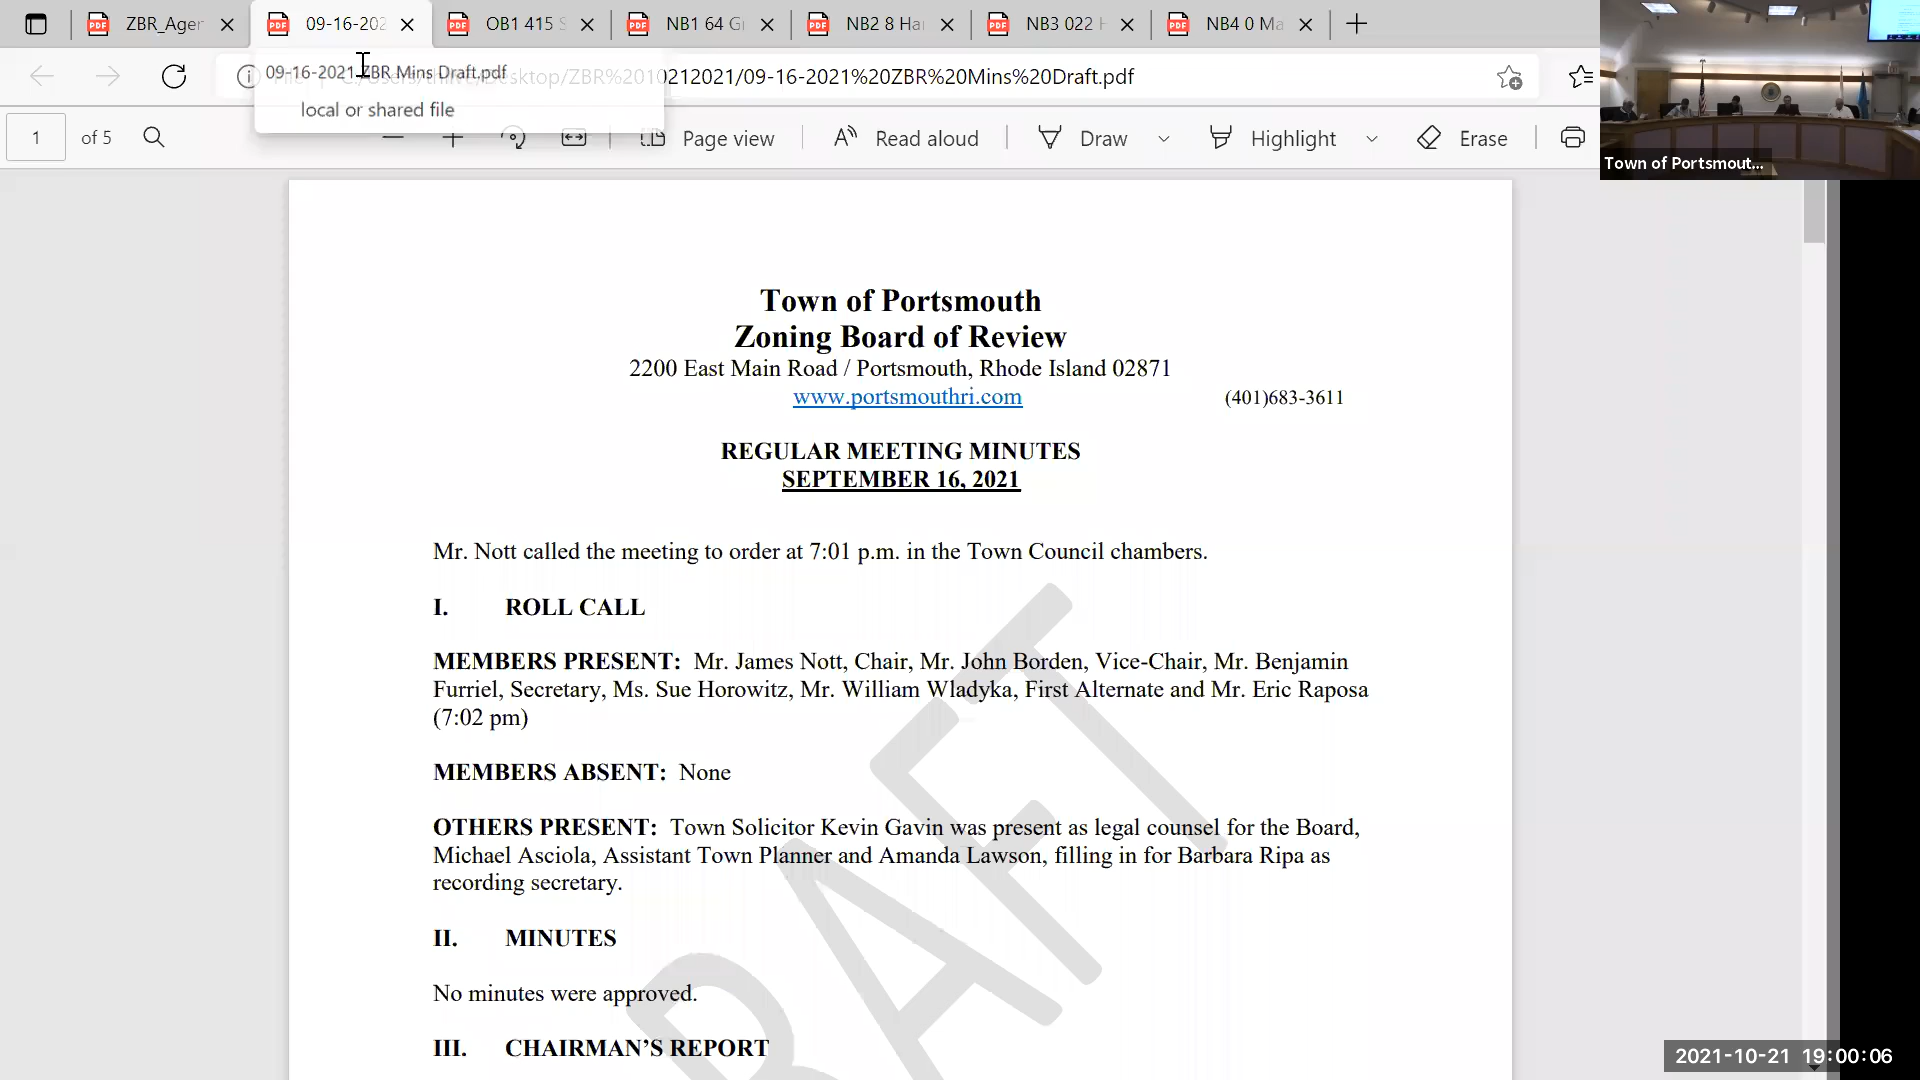 ZBR_Ager
09-16-202
OB1 415
NB1 64 G
NB2 8 Ha
NB3 022 H
NB4 0 Ma
09-16-2021 ZBR Mins Draft.pdf
local or shared file
esktop/ZBR%2010212021/09-16-2021%20ZBR%20Mins%20Draft.pdf
1 of 5
Page view
Read aloud
Draw
Highlight
Erase
Town of Portsmout...
Town of Portsmouth
Zoning Board of Review
2200 East Main Road / Portsmouth, Rhode Island 02871
www.portsmouthri.com (401)683-3611
REGULAR MEETING MINUTES
SEPTEMBER 16, 2021
Mr. Nott called the meeting to order at 7:01 p.m. in the Town Council chambers.
I. ROLL CALL
MEMBERS PRESENT: Mr. James Nott, Chair, Mr. John Borden, Vice-Chair, Mr. Benjamin
Furriel, Secretary, Ms. Sue Horowitz, Mr. William Wladyka, First Alternate and Mr. Eric Raposa
(7:02 pm)
MEMBERS ABSENT: None
OTHERS PRESENT: Town Solicitor Kevin Gavin was present as legal counsel for the Board,
Michael Asciola, Assistant Town Planner and Amanda Lawson, filling in for Barbara Ripa as
recording secretary.
II. MINUTES
No minutes were approved.
III. CHAIRMAN'S REPORT
DRAFT
2021-10-21 19:00:06